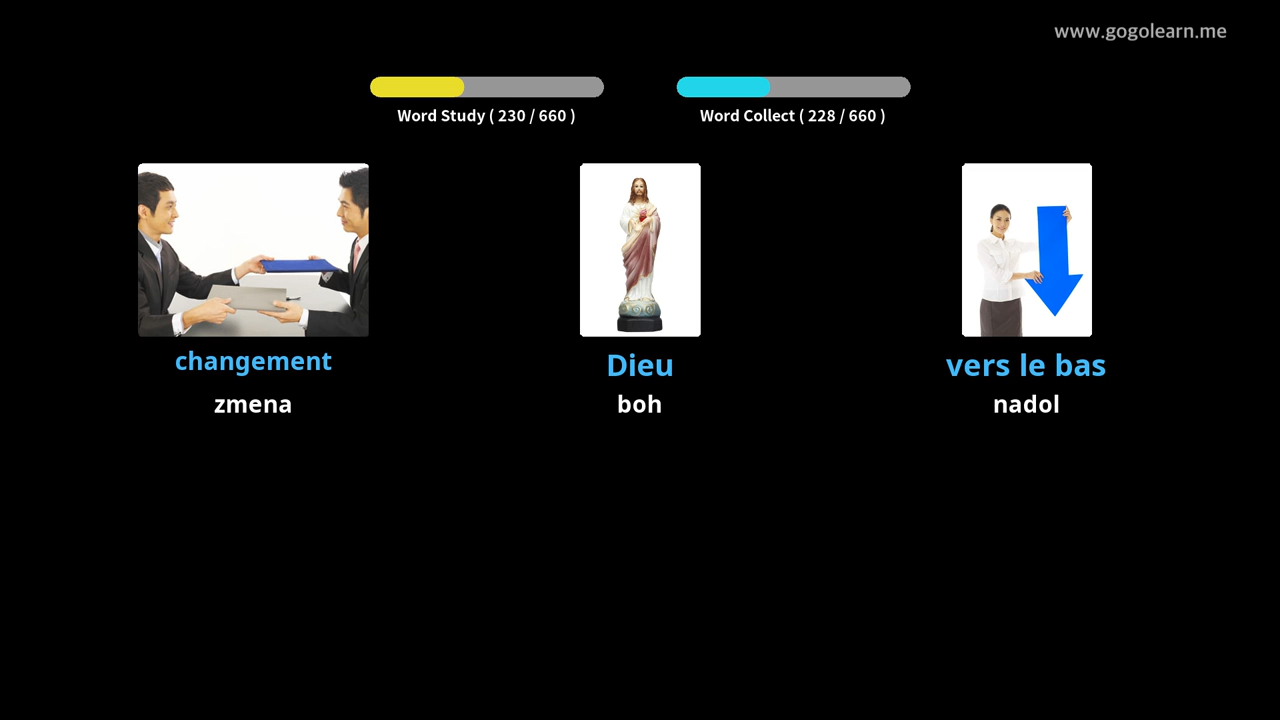 www.gogolearn.me
Word Study ( 230 / 660 )
Word Collect ( 228 / 660 )
changement
zmena
Dieu
boh
vers le bas
nadol